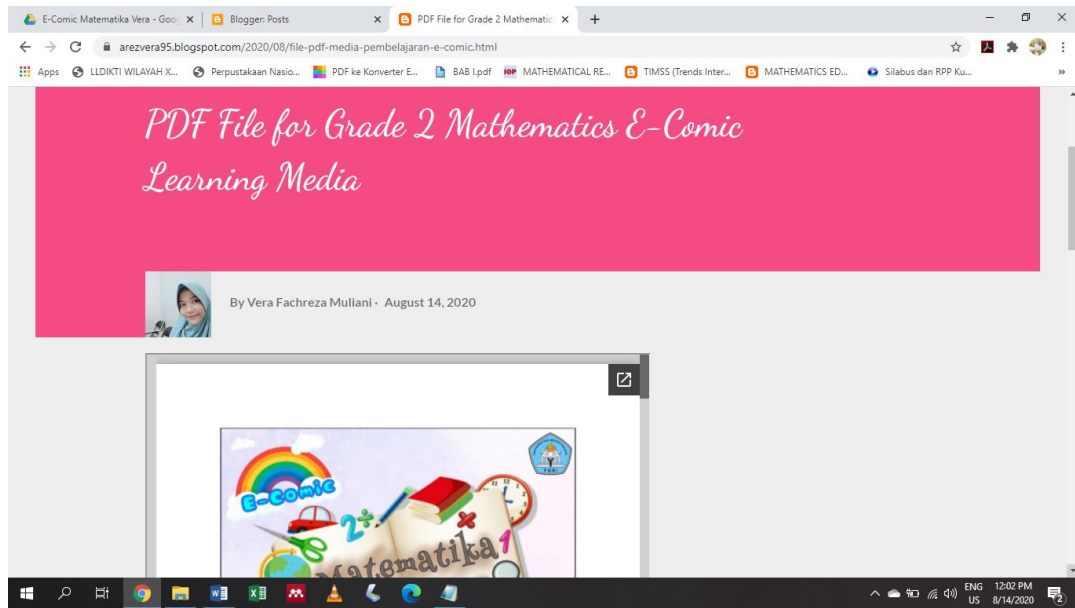 E-Comic Matematika Vera - Goog
Blogger: Posts
PDF File for Grade 2 Mathematic
arezvera95.blogspot.com/2020/08/file-pdf-media-pembelajaran-e-comic.html
Apps LLDIKTI WILAYAH X... Perpustakaan Nasio... PDF ke Konverter E... BAB I.pdf IOP MATHEMATICAL RE... TIMSS (Trends Inter... MATHEMATICS ED... Silabus dan RPP Ku... »
PDF File for Grade 2 Mathematics E-Comic
Learning Media
By Vera Fachreza Muliani · August 14, 2020
E-Comic
Matematika
ENG 12:02 PM
US 8/14/2020
2